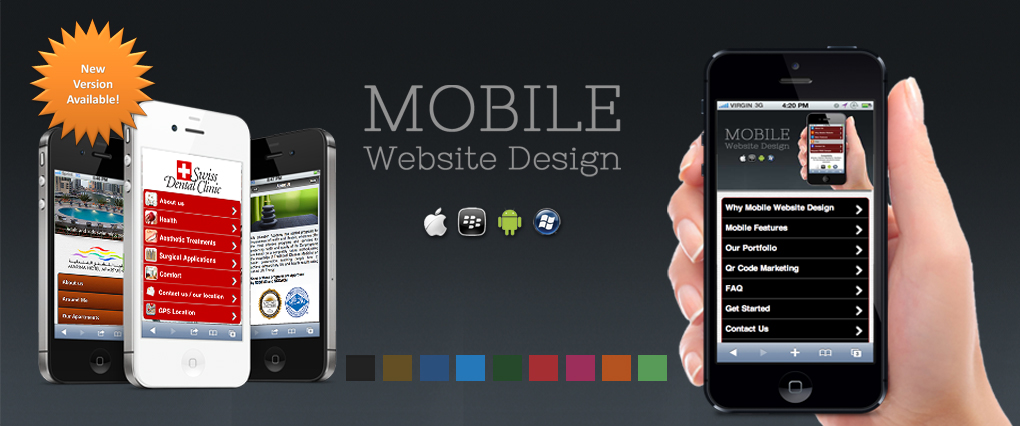 New
Version
Available!
MOBILE
Website Design
Swiss
Dental Clinic
About us
Health
Aesthetic Treatments
Surgical Applications
Comfort
Contact us / our location
GPS Location
About us
Around Me
Our Apartments
VIRGIN 3G 4:20 PM
MOBILE
Website Design
Why Mobile Website Design
Mobile Features
Our Portfolio
Qr Code Marketing
FAQ
Get Started
Contact Us